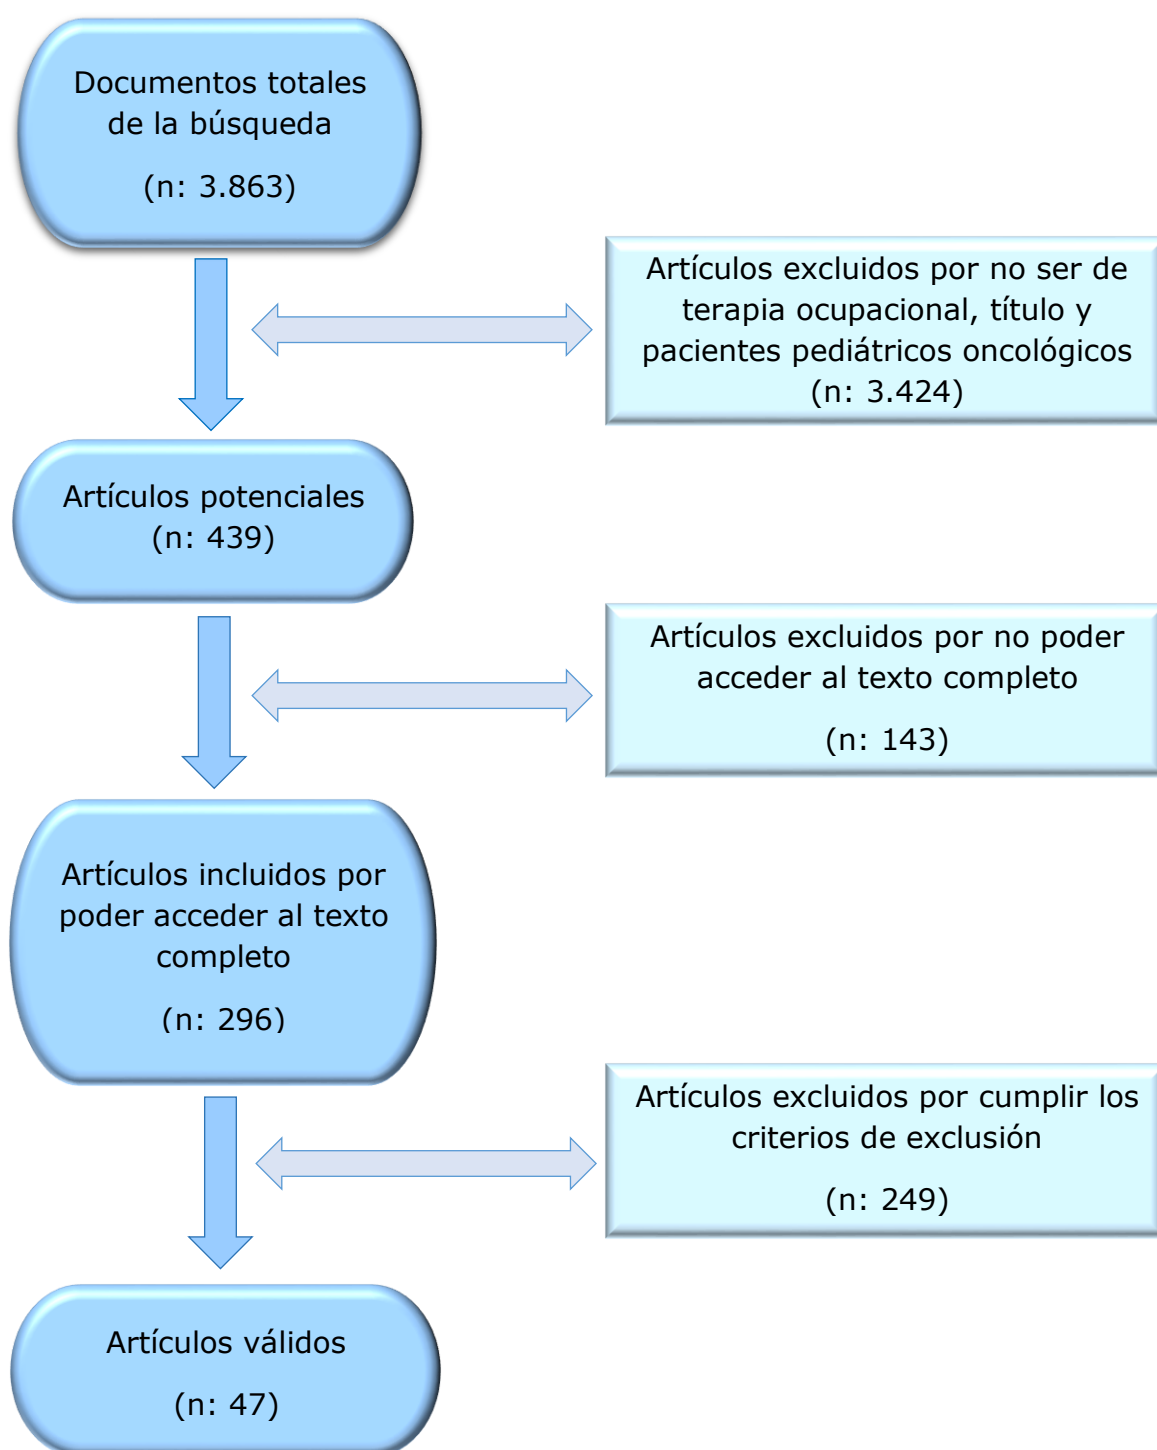 Documentos totales
de la búsqueda
(n: 3.863)
Artículos excluidos por no ser de
terapia ocupacional, título y
pacientes pediátricos oncológicos
(n: 3.424)
Artículos potenciales
(n: 439)
Artículos excluidos por no poder
acceder al texto completo
(n: 143)
Artículos incluidos por
poder acceder al texto
completo
(n: 296)
Artículos excluidos por cumplir los
criterios de exclusión
(n: 249)
Artículos válidos
(n: 47)